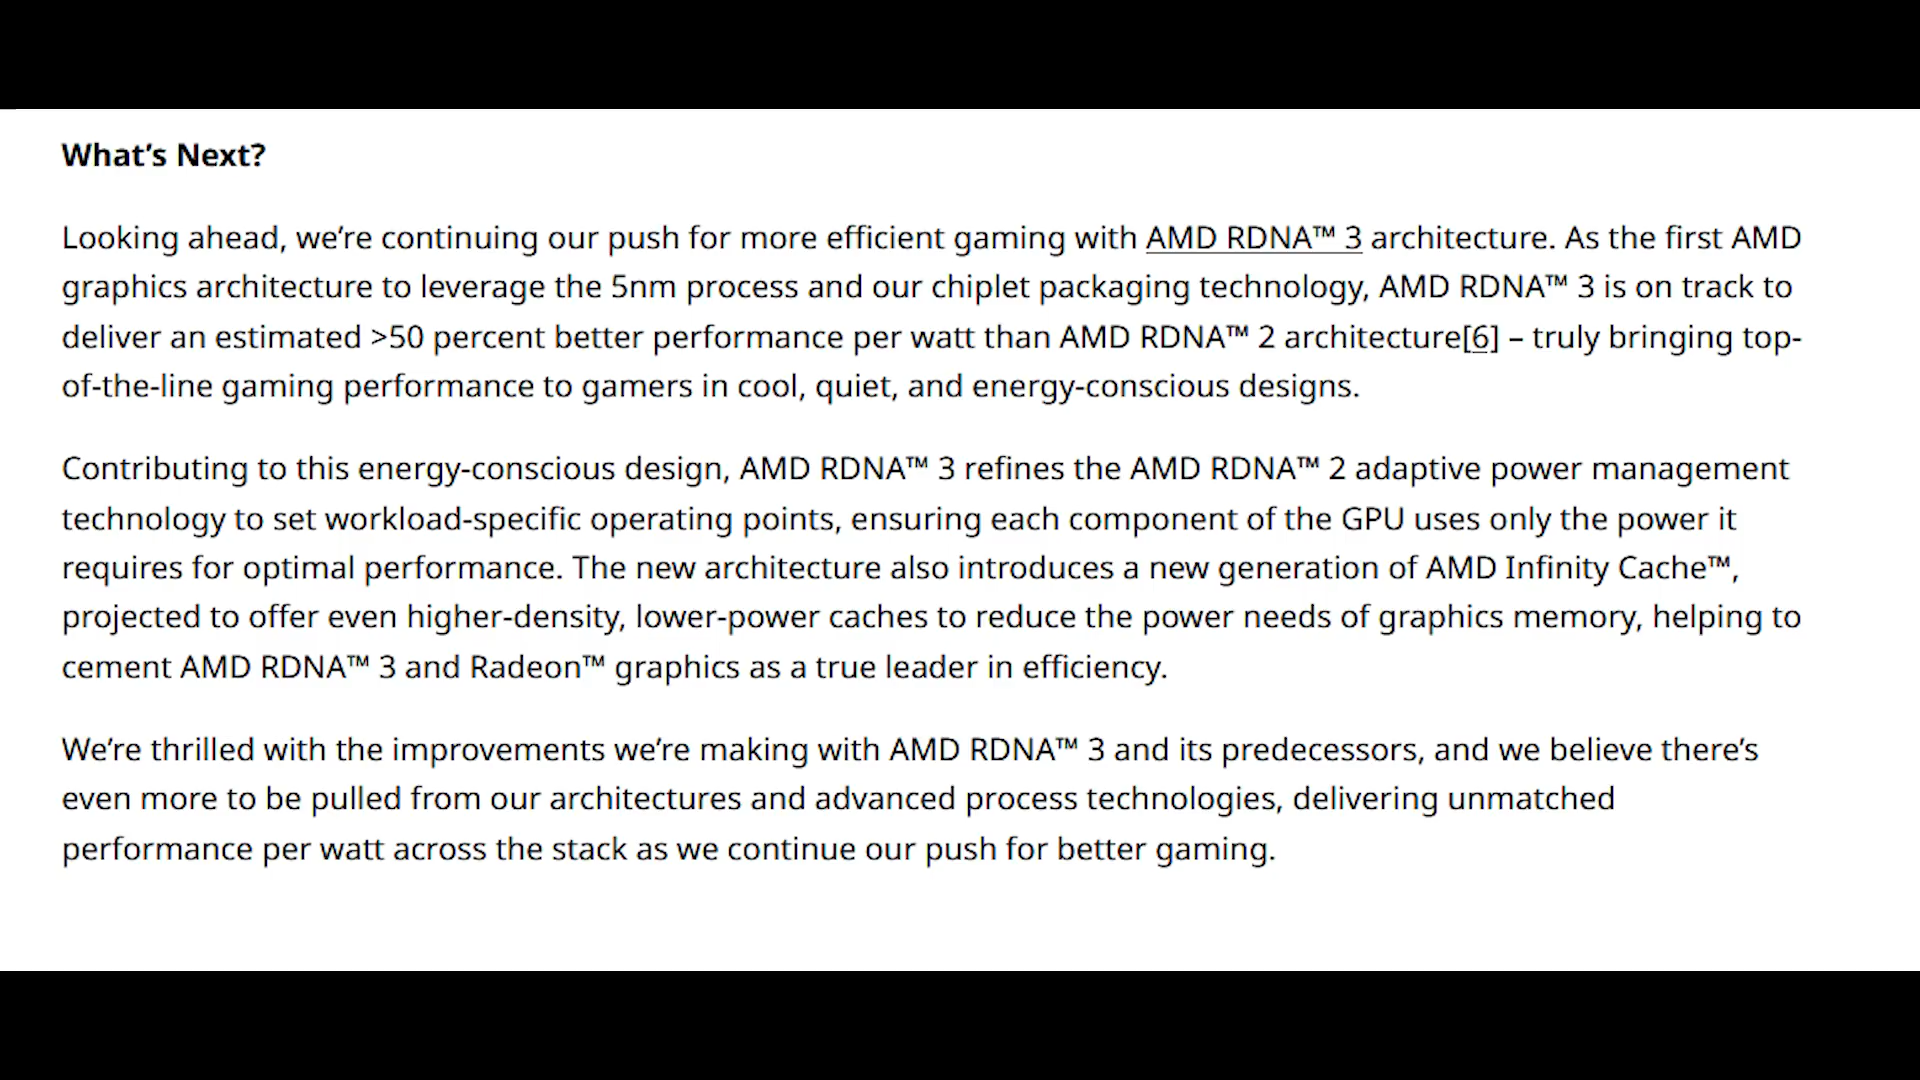 What’s Next?
Looking ahead, we’re continuing our push for more efficient gaming with AMD RDNA™ 3 architecture. As the first AMD
graphics architecture to leverage the 5nm process and our chiplet packaging technology, AMD RDNA™ 3 is on track to
deliver an estimated >50 percent better performance per watt than AMD RDNA™ 2 architecture[6] – truly bringing top-
of-the-line gaming performance to gamers in cool, quiet, and energy-conscious designs.
Contributing to this energy-conscious design, AMD RDNA™ 3 refines the AMD RDNA™ 2 adaptive power management
technology to set workload-specific operating points, ensuring each component of the GPU uses only the power it
requires for optimal performance. The new architecture also introduces a new generation of AMD Infinity Cache™,
projected to offer even higher-density, lower-power caches to reduce the power needs of graphics memory, helping to
cement AMD RDNA™ 3 and Radeon™ graphics as a true leader in efficiency.
We’re thrilled with the improvements we’re making with AMD RDNA™ 3 and its predecessors, and we believe there’s
even more to be pulled from our architectures and advanced process technologies, delivering unmatched
performance per watt across the stack as we continue our push for better gaming.